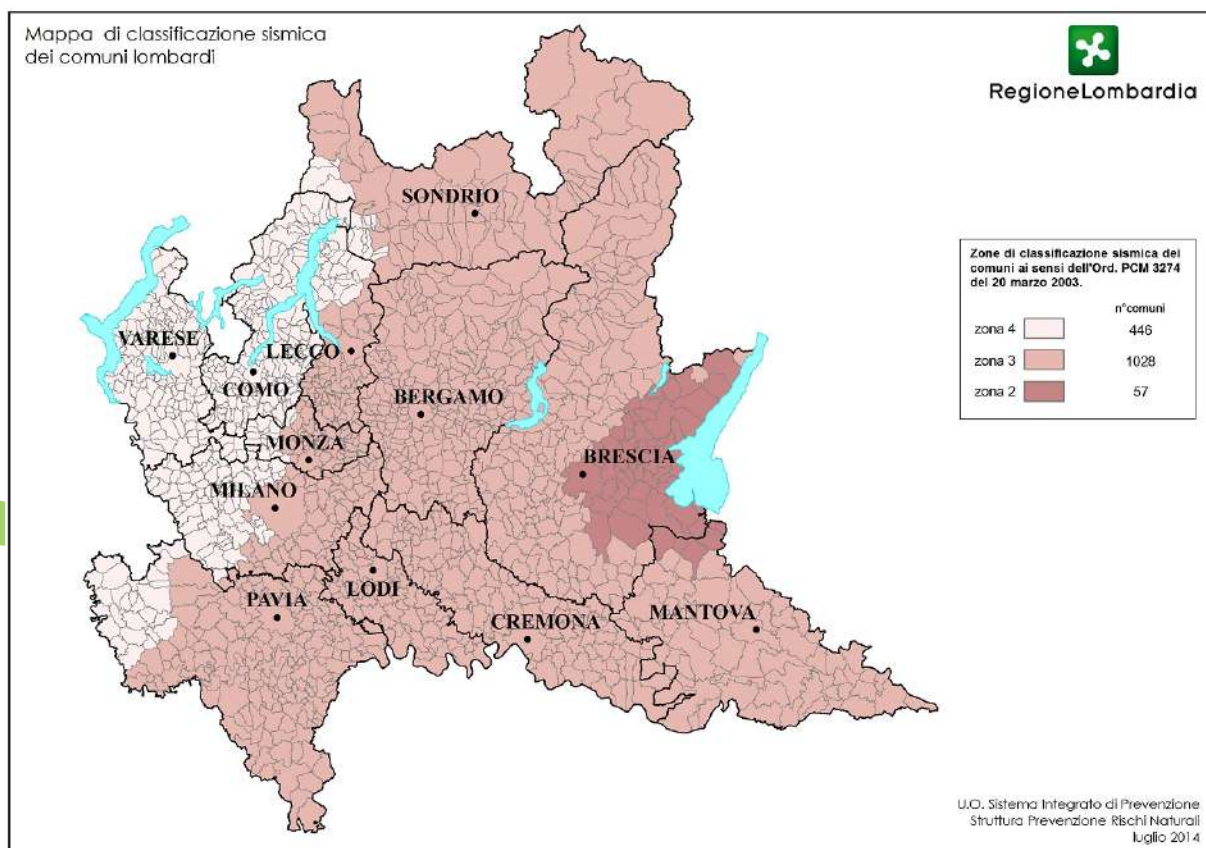 Mappa di classificazione sismica
dei comuni lombardi
RegioneLombardia
SONDRIO
VARESE
LECCO
COMO
BERGAMO
MONZA
BRESCIA
MILANO
LODI
PAVIA
CREMONA
MANTOVA
Zone di classificazione sismica dei
comuni ai sensi dell'Ord. PCM 3274
del 20 marzo 2003.
n°comuni
zona 4 446
zona 3 1028
zona 2 57
U.O. Sistema Integrato di Prevenzione
Struttura Prevenzione Rischi Naturali
luglio 2014